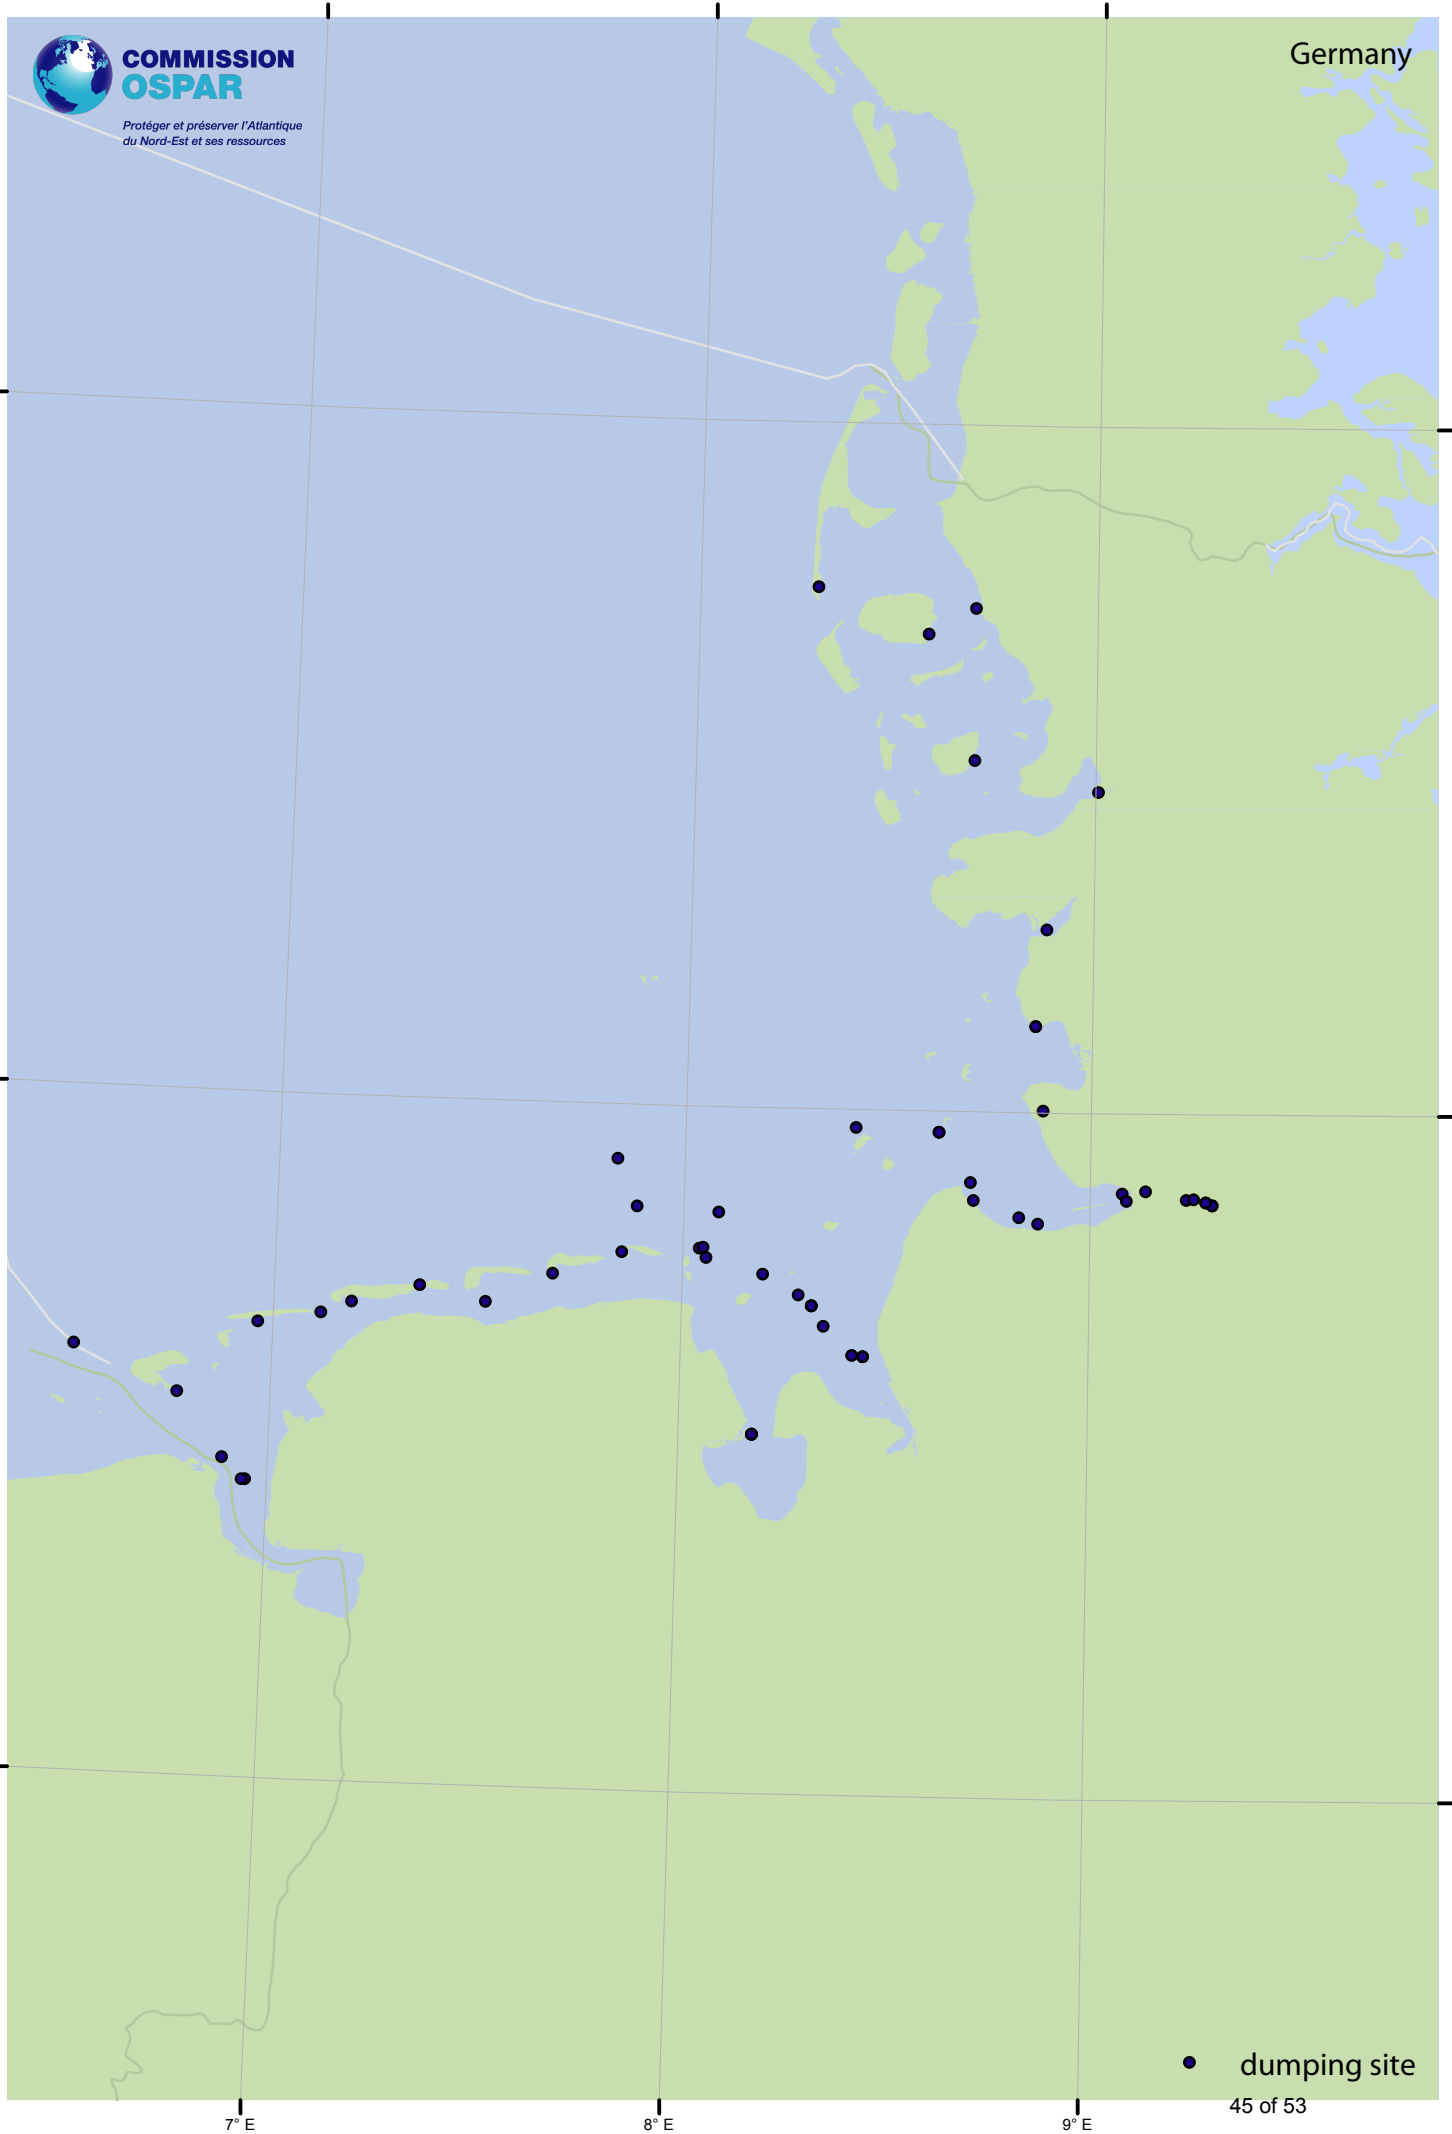 Germany
COMMISSION
OSPAR
Protéger et préserver l'Atlantique
du Nord-Est et ses ressources
dumping site
45 of 53
7° E
8° E
9° E